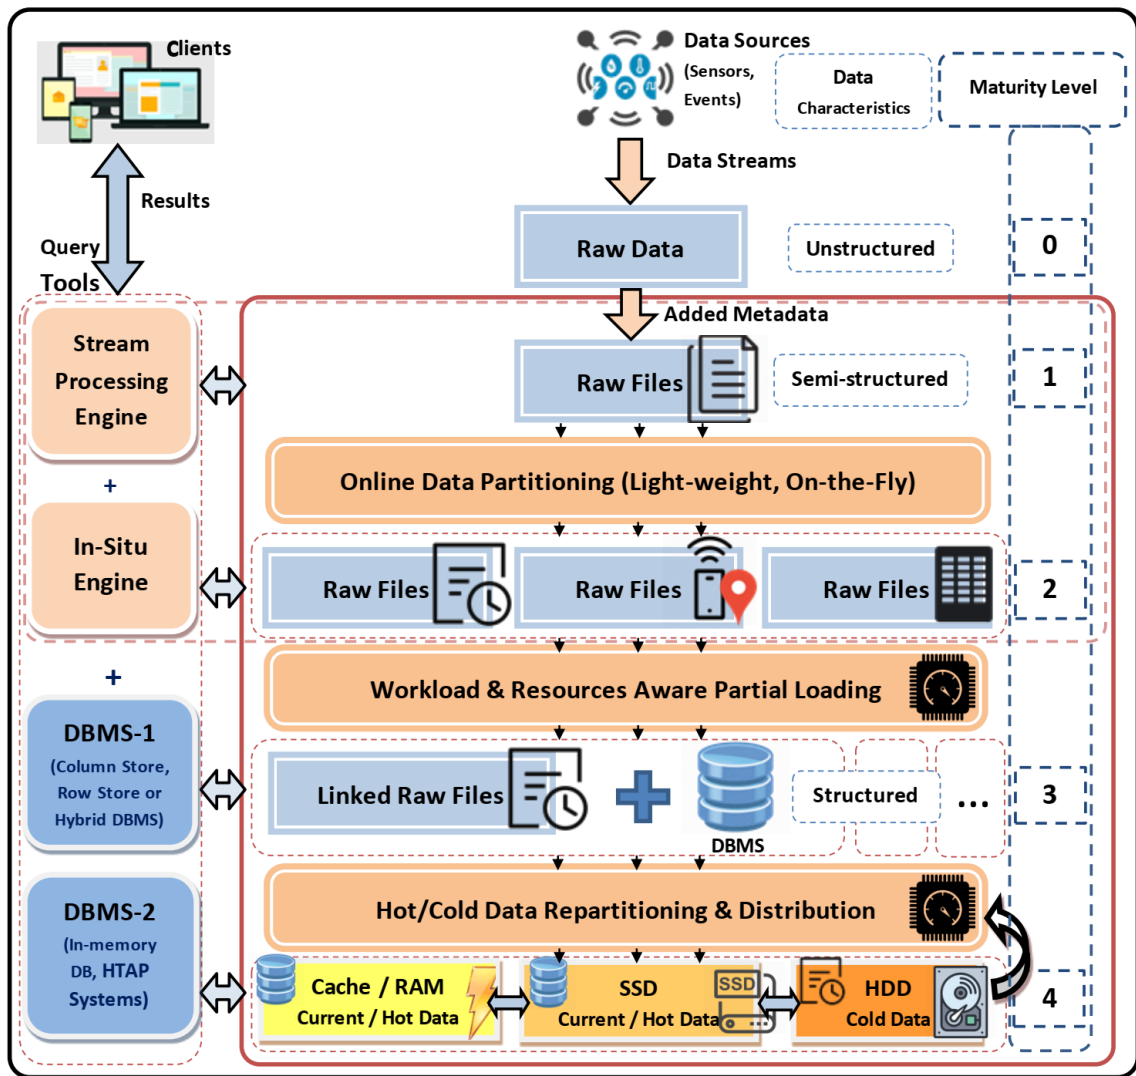 Clients
Data Sources
(Sensors,
Events)
Data
Characteristics
Maturity Level
Data Streams
Results
Query
Tools
Raw Data
Unstructured
0
Added Metadata
Stream
Processing
Engine
Raw Files
Semi-structured
1
+
Online Data Partitioning (Light-weight, On-the-Fly)
In-Situ
Engine
Raw Files
Raw Files
Raw Files
2
+
Workload & Resources Aware Partial Loading
DBMS-1
(Column Store,
Row Store or
Hybrid DBMS)
Linked Raw Files
DBMS
Structured
...
3
Hot/Cold Data Repartitioning & Distribution
DBMS-2
(In-memory
DB, HTAP
Systems)
Cache / RAM
Current / Hot Data
SSD
Current / Hot Data
SSD
HDD
Cold Data
4